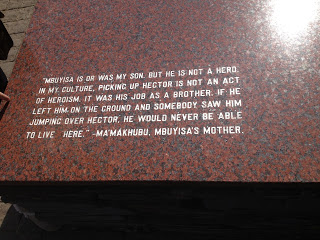 "MBUYISA IS OR WAS MY SON. BUT HE IS NOT A HERO.
IN MY CULTURE, PICKING UP HECTOR IS NOT AN ACT
OF HEROISM. IT WAS HIS JOB AS A BROTHER. IF HE
LEFT HIM ON THE GROUND AND SOMEBODY SAW HIM
JUMPING OVER HECTOR, HE WOULD NEVER BE ABLE
TO LIVE HERE." -MA'MAKHUBU, MBUYISA'S MOTHER.